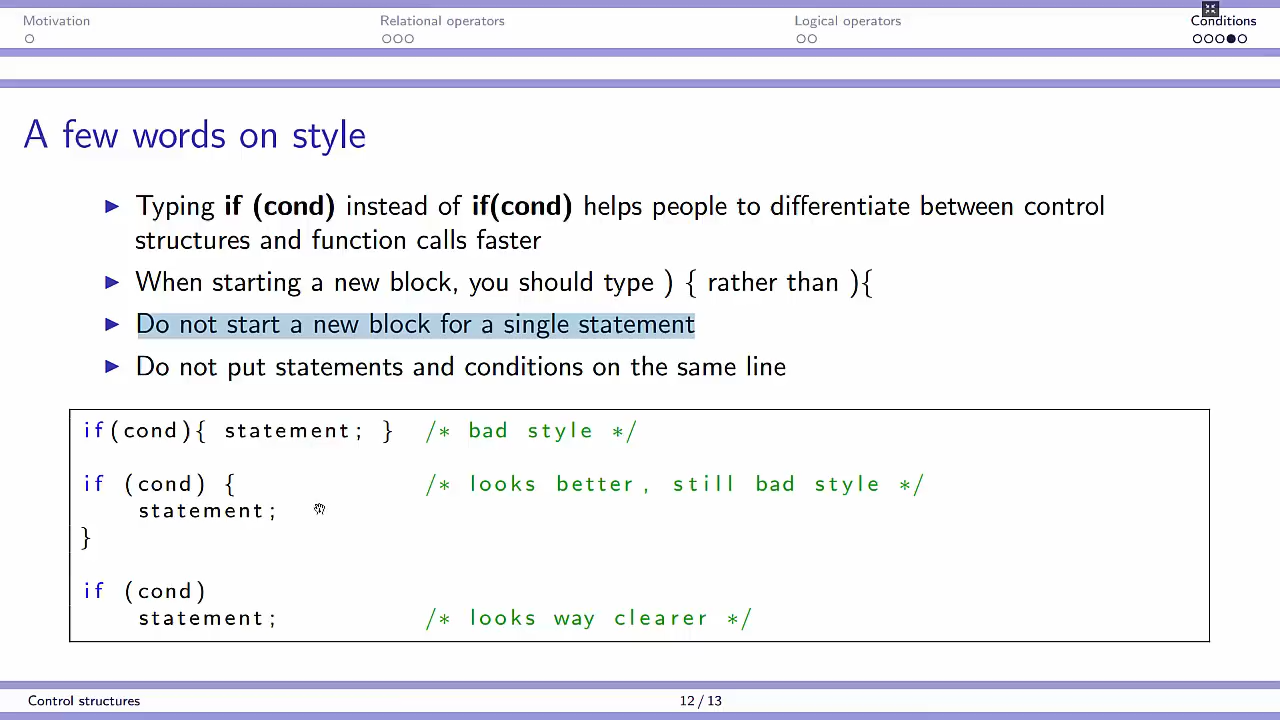 Motivation Relational operators Logical operators Conditions
A few words on style
Typing if (cond) instead of if(cond) helps people to differentiate between control
structures and function calls faster
When starting a new block, you should type ) { rather than ){
Do not start a new block for a single statement
Do not put statements and conditions on the same line
if(cond){ statement; } /* bad style */
if (cond) { /* looks better, still bad style */
statement;
}
if (cond)
statement; /* looks way clearer */
Control structures 12 / 13